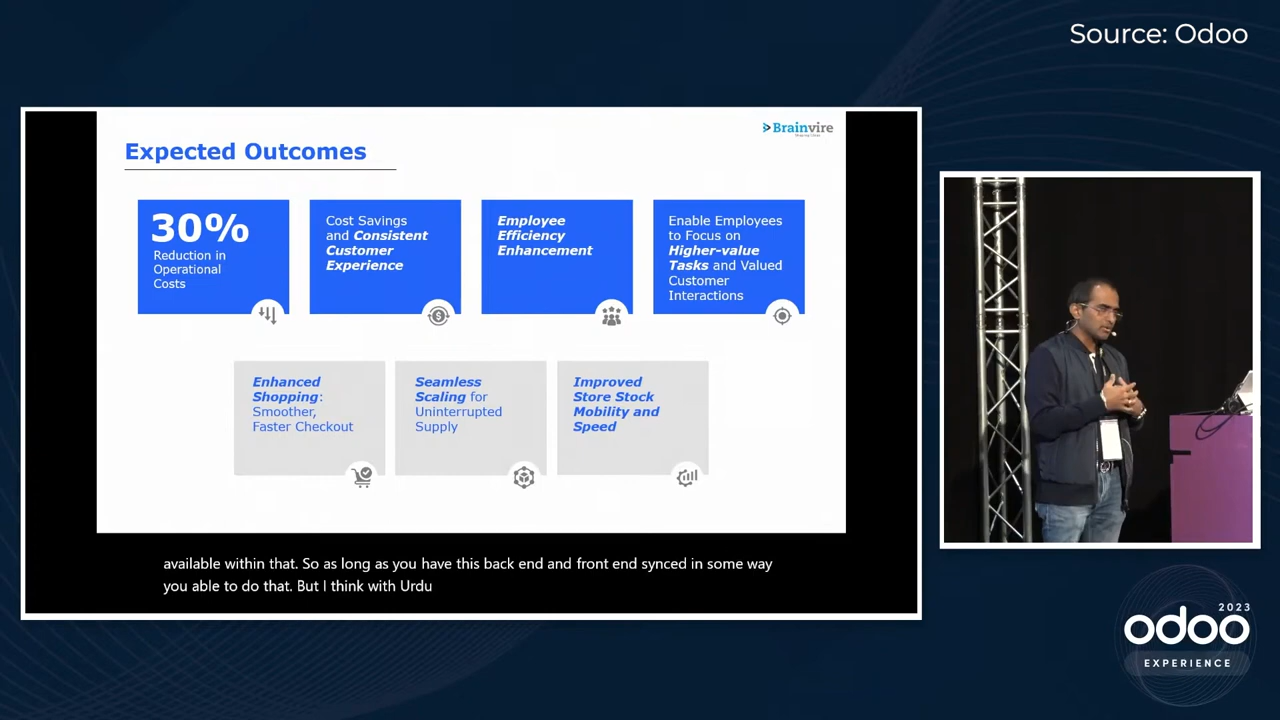 Source: Odoo
Brainvire
Expected Outcomes
30%
Reduction in
Operational
Costs
Cost Savings
and Consistent
Customer
Experience
Employee
Efficiency
Enhancement
Enable Employees
to Focus on
Higher-value
Tasks and Valued
Customer
Interactions
Enhanced
Shopping:
Smoother,
Faster Checkout
Seamless
Scaling for
Uninterrupted
Supply
Improved
Store Stock
Mobility and
Speed
available within that. So as long as you have this back end and front end synced in some way
you able to do that. But I think with Urdu
2023
odoo
EXPERIENCE